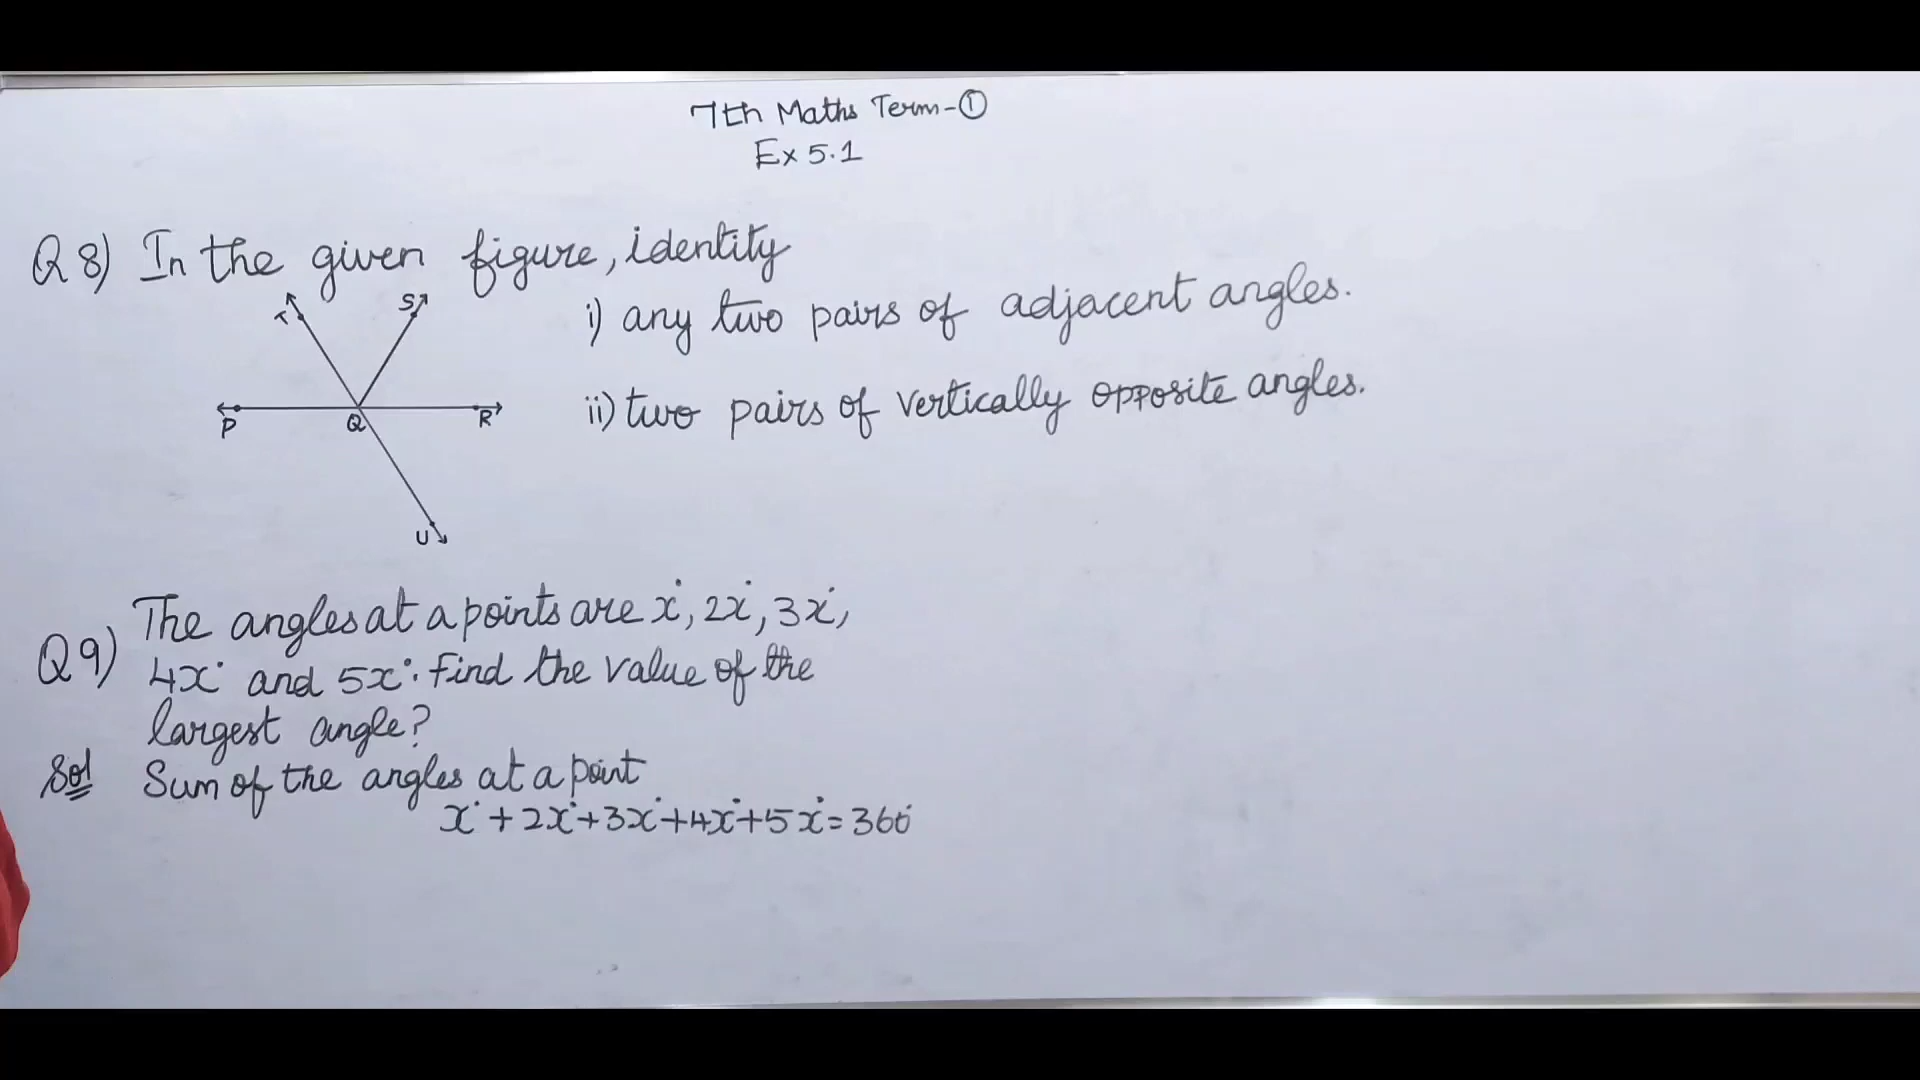 7th Maths Term-①
Ex 5.1
Q 8) In the given figure, identity
i) any two pairs of adjacent angles.
ii) two pairs of vertically opposite angles.
T
S
P
Q
R
U
Q 9) The angles at a points are x°, 2x°, 3x°,
4x° and 5x°. Find the value of the
largest angle?
Sol Sum of the angles at a point
x° + 2x° + 3x° + 4x° + 5x° = 360°